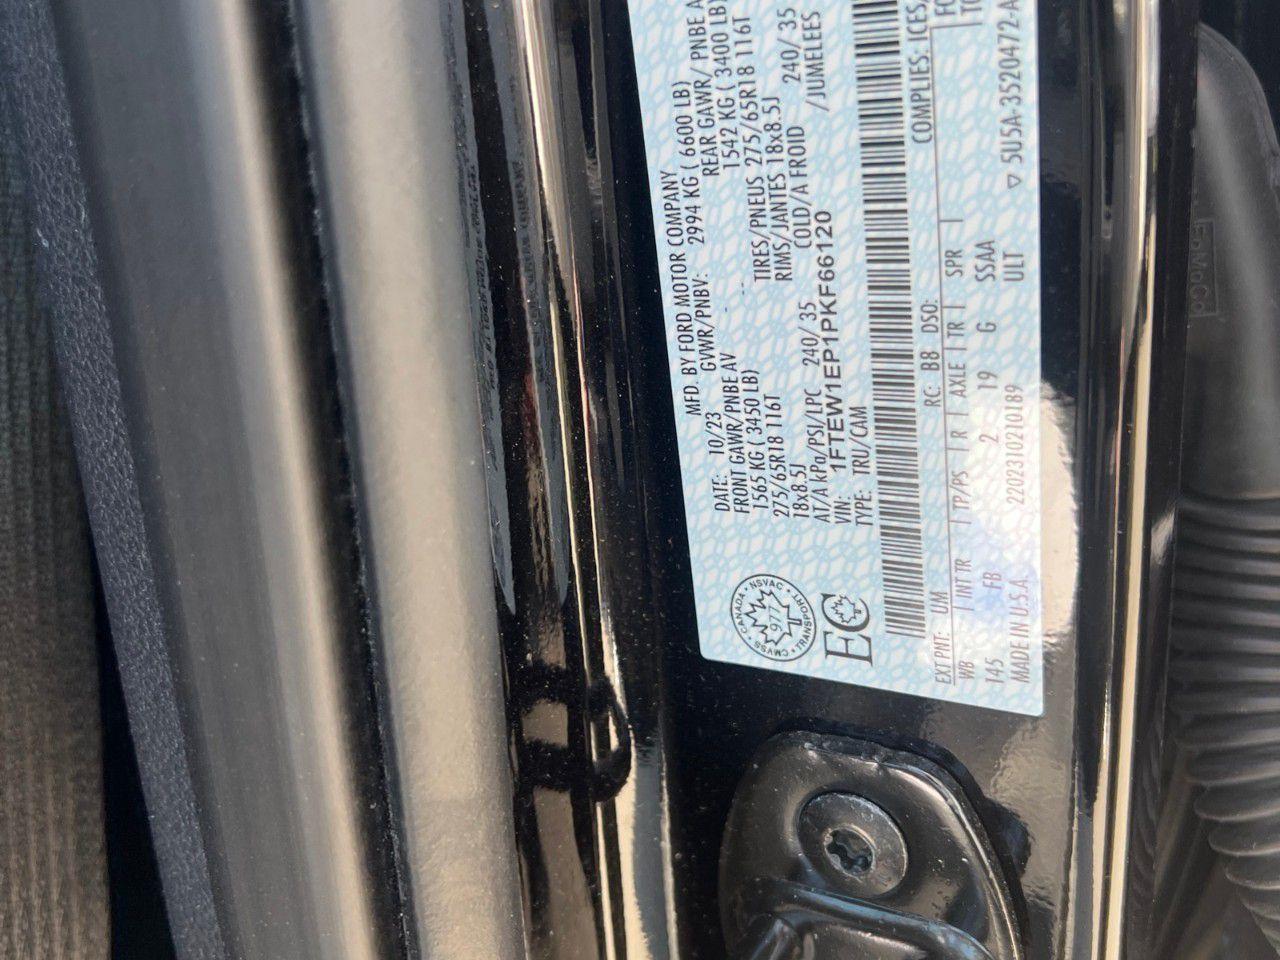 MFD. BY FORD MOTOR COMPANY
DATE: 10/23 GVWR/PNBV: 2994 KG ( 6600 LB)
FRONT GAWR/PNBE AV REAR GAWR/ PNBE A
1565 KG ( 3450 LB) 1542 KG ( 3400 LB)
275/65R18 116T TIRES/PNEUS 275/65R18 116T
18x8.5J RIMS/JANTES 18x8.5J
AT/A kPa/PSI/LPC 240/ 35 COLD/A FROID 240/ 35
VIN: 1FTEW1EP1PKF66120 /JUMELEES
TYPE: TRU/CAM
CANADA • NSVAC • TRANSPORT • CMVSS •
977
EC
COMPLIES: ICES,
EXT PNT: UM RC: B8 DSO:
WB INT TR TP/PS R AXLE TR SPR
145 FB 2 19 G SSAA
MADE IN U.S.A. 2202310210189 ULT
▽ 5U5A-3520472-A
FoMoCo